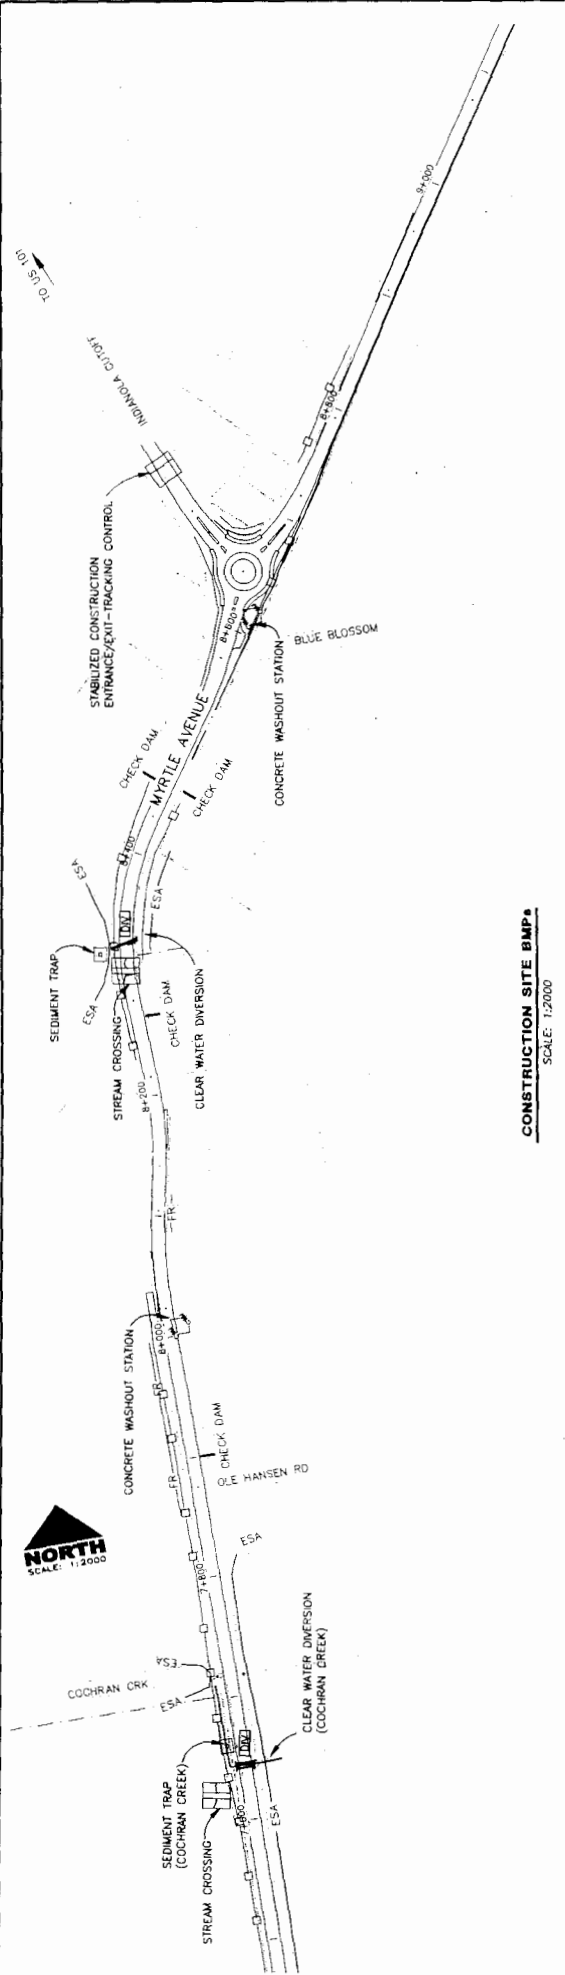 TO US 101
9+000
INDIANOLA CUTOFF
8+800
STABILIZED CONSTRUCTION
ENTRANCE/EXIT-TRACKING CONTROL
8+600
BLUE BLOSSOM
CONCRETE WASHOUT STATION
MYRTLE AVENUE
CHECK DAM
CHECK DAM
8+400
ESA
ESA
DIV
SEDIMENT TRAP
ESA
STREAM CROSSING
CHECK DAM
CLEAR WATER DIVERSION
8+200
FR
CONCRETE WASHOUT STATION
8+000
FR
FR
CHECK DAM
OLE HANSEN RD
NORTH
SCALE: 1:2000
ESA
7+800
ESA
COCHRAN CRK
ESA
CLEAR WATER DIVERSION
(COCHRAN CREEK)
DIV
SEDIMENT TRAP
(COCHRAN CREEK)
STREAM CROSSING
7+600
ESA
CONSTRUCTION SITE BMPs
SCALE: 1:2000